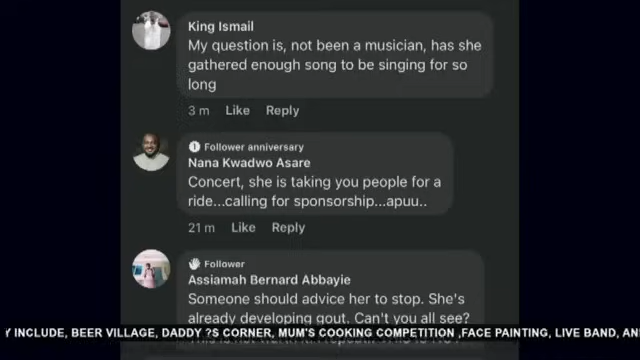 King Ismail
My question is, not been a musician, has she
gathered enough song to be singing for so
long
3 m Like Reply
Follower anniversary
Nana Kwadwo Asare
Concert, she is taking you people for a
ride...calling for sponsorship...apuu..
21 m Like Reply
Follower
Assiamah Bernard Abbayie
Someone should advice her to stop. She's
already developing gout. Can't you all see?
Y INCLUDE, BEER VILLAGE, DADDY ?S CORNER, MUM'S COOKING COMPETITION ,FACE PAINTING, LIVE BAND, AN